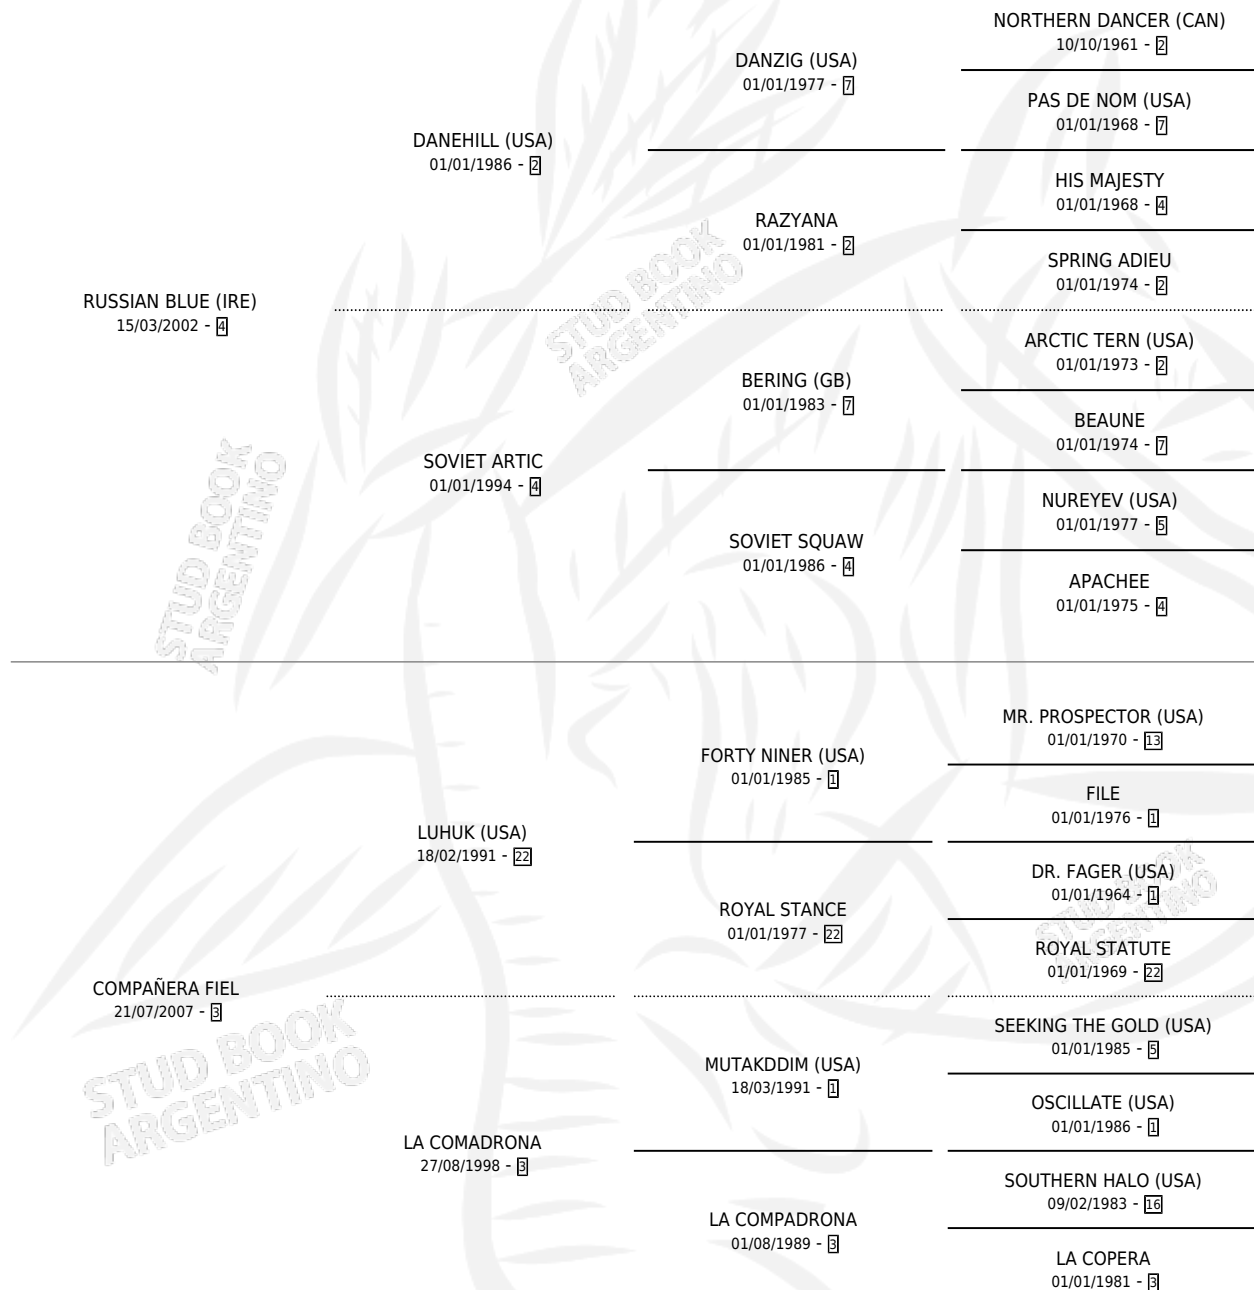 NORTHERN DANCER (CAN)
10/10/1961 - 2
DANZIG (USA)
01/01/1977 - 7
PAS DE NOM (USA)
01/01/1968 - 7
DANEHILL (USA)
01/01/1986 - 2
HIS MAJESTY
01/01/1968 - 4
RAZYANA
01/01/1981 - 2
SPRING ADIEU
01/01/1974 - 2
RUSSIAN BLUE (IRE)
15/03/2002 - 4
ARCTIC TERN (USA)
01/01/1973 - 2
BERING (GB)
01/01/1983 - 7
BEAUNE
01/01/1974 - 7
SOVIET ARTIC
01/01/1994 - 4
NUREYEV (USA)
01/01/1977 - 5
SOVIET SQUAW
01/01/1986 - 4
APACHEE
01/01/1975 - 4
MR. PROSPECTOR (USA)
01/01/1970 - 13
FORTY NINER (USA)
01/01/1985 - 1
FILE
01/01/1976 - 1
LUHUK (USA)
18/02/1991 - 22
DR. FAGER (USA)
01/01/1964 - 1
ROYAL STANCE
01/01/1977 - 22
ROYAL STATUTE
01/01/1969 - 22
COMPAÑERA FIEL
21/07/2007 - 3
SEEKING THE GOLD (USA)
01/01/1985 - 5
MUTAKDDIM (USA)
18/03/1991 - 1
OSCILLATE (USA)
01/01/1986 - 1
LA COMADRONA
27/08/1998 - 3
SOUTHERN HALO (USA)
09/02/1983 - 16
LA COMPADRONA
01/08/1989 - 3
LA COPERA
01/01/1981 - 3
STUD BOOK
ARGENTINO
STUD BOOK
ARGENTINO
STUD BOOK
ARGENTINO
STUD BOOK
ARGENTINO